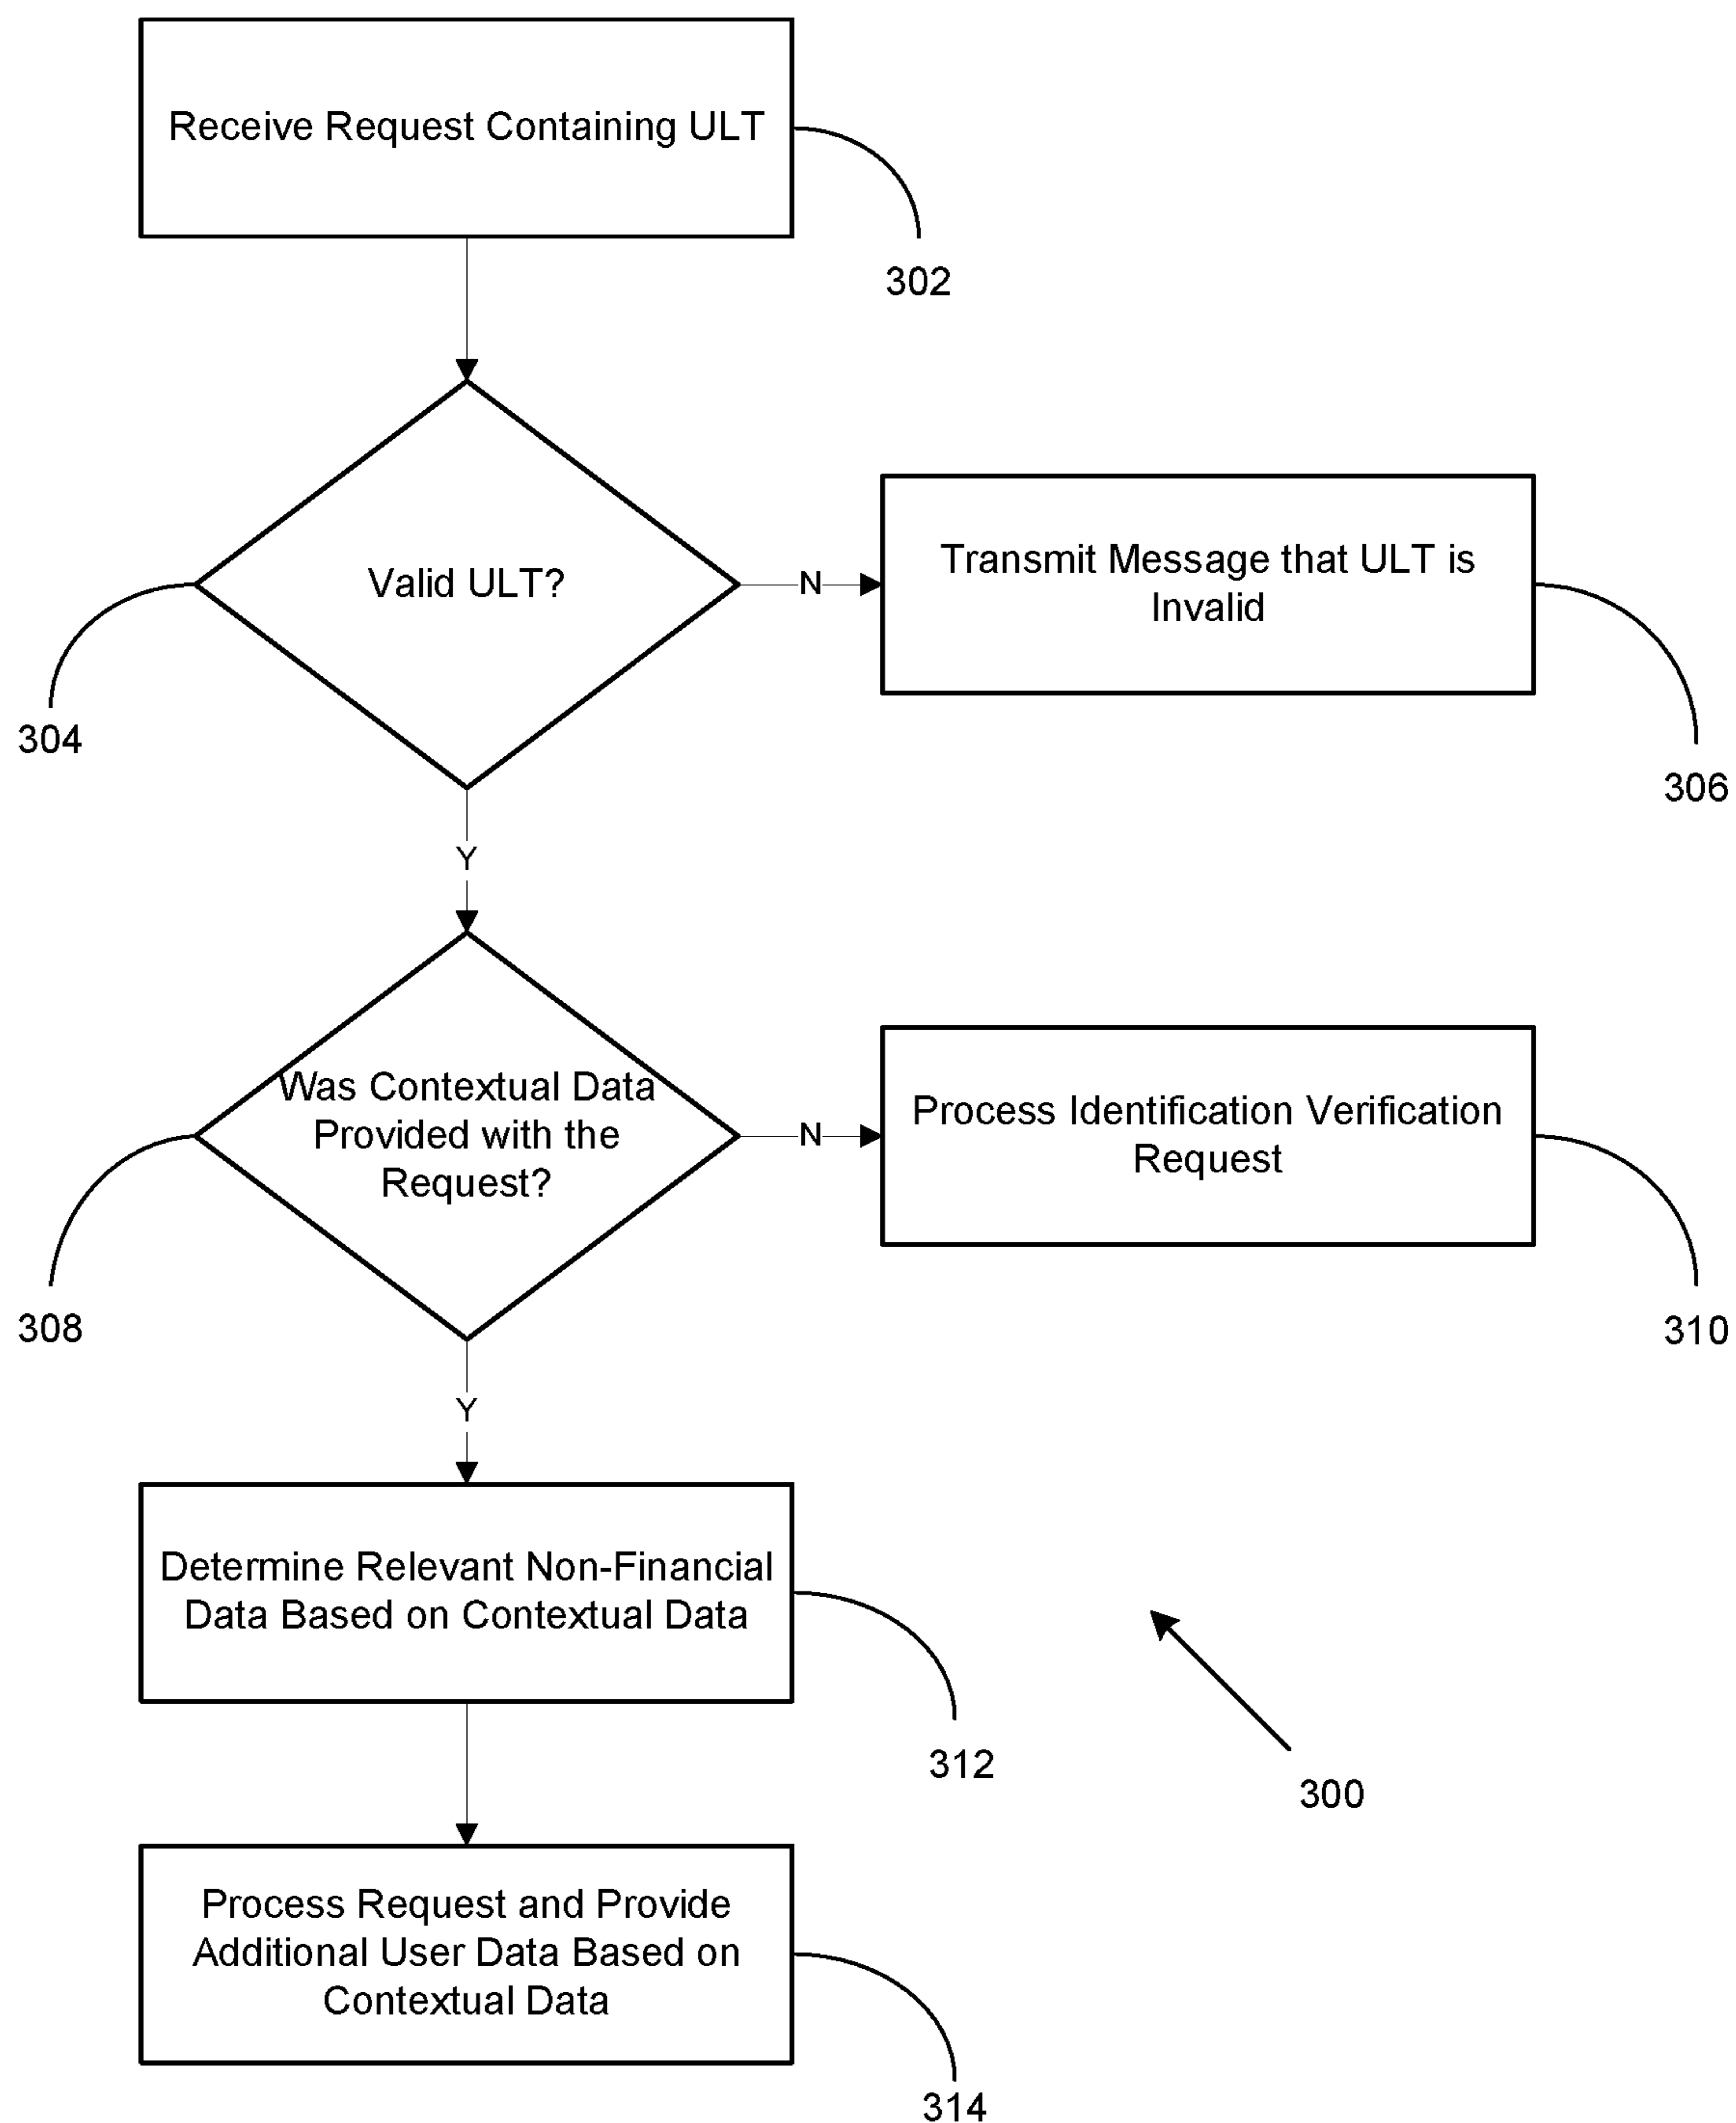 Receive Request Containing ULT
302
Valid ULT?
N
Transmit Message that ULT is
Invalid
304
306
Y
Was Contextual Data
Provided with the
Request?
N
Process Identification Verification
Request
308
310
Y
Determine Relevant Non-Financial
Data Based on Contextual Data
312
300
Process Request and Provide
Additional User Data Based on
Contextual Data
314